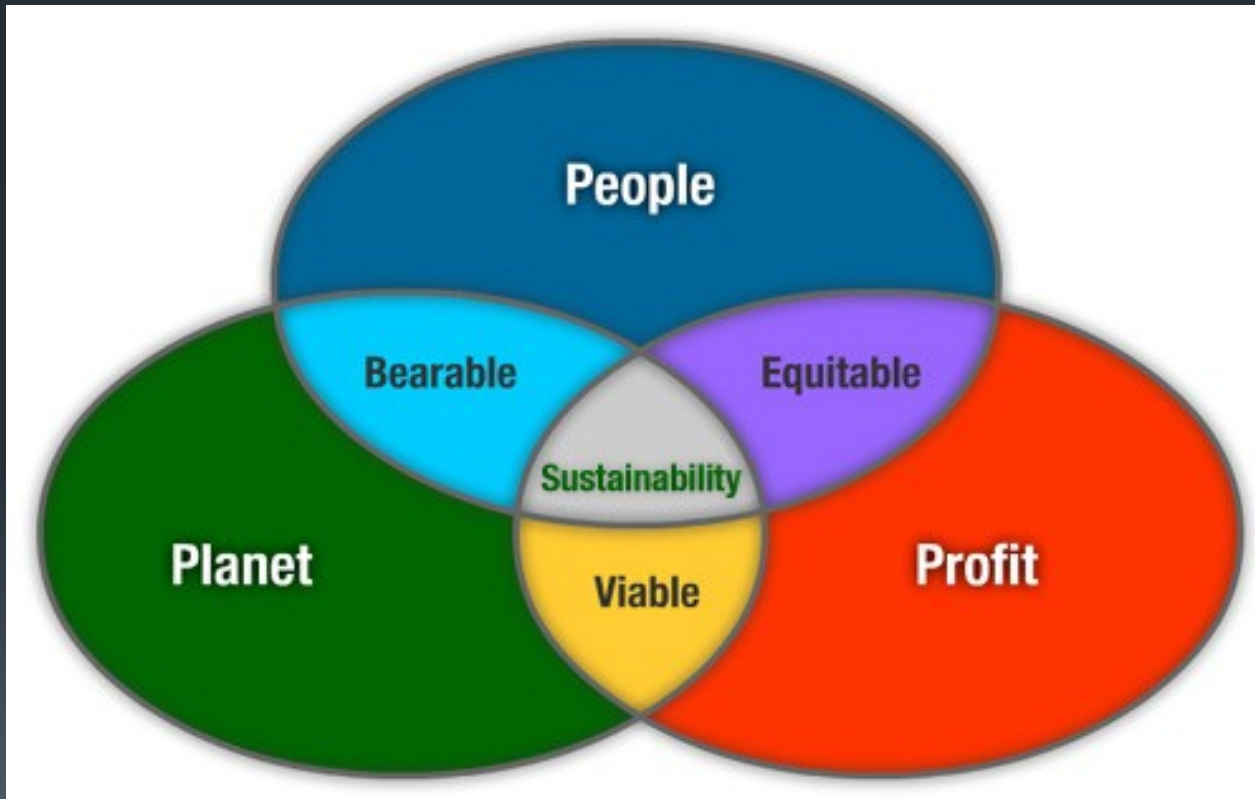 People
Bearable
Equitable
Sustainability
Planet
Profit
Viable